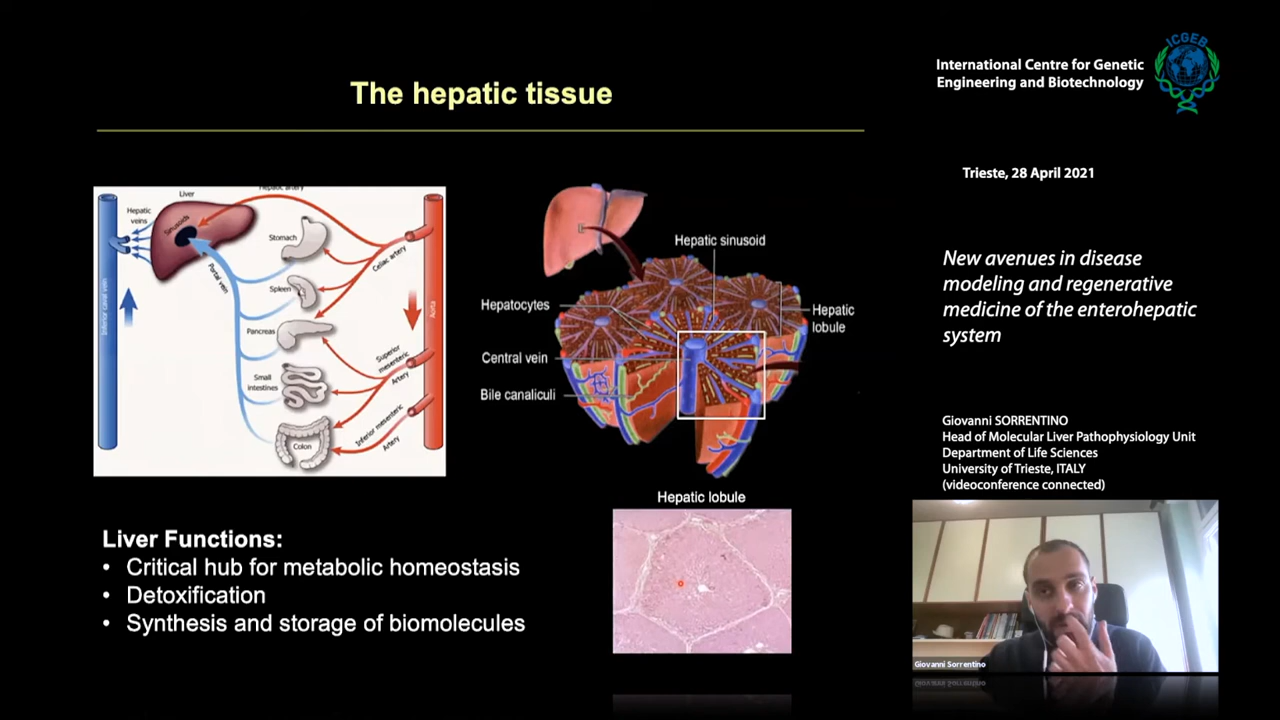 The hepatic tissue
Hepatic artery
Liver
Hepatic
veins
Sinusoids
Stomach
Celiac artery
Portal vein
Spleen
Inferior caval vein
Aorta
Pancreas
Superior
mesenteric
Artery
Small
intestines
Inferior mesenteric
Artery
Colon
Hepatic sinusoid
Hepatocytes
Hepatic
lobule
Central vein
Bile canaliculi
Hepatic lobule
Liver Functions:
• Critical hub for metabolic homeostasis
• Detoxification
• Synthesis and storage of biomolecules
International Centre for Genetic
Engineering and Biotechnology
ICGEB
Trieste, 28 April 2021
New avenues in disease
modeling and regenerative
medicine of the enterohepatic
system
Giovanni SORRENTINO
Head of Molecular Liver Pathophysiology Unit
Department of Life Sciences
University of Trieste, ITALY
(videoconference connected)
Giovanni Sorrentino